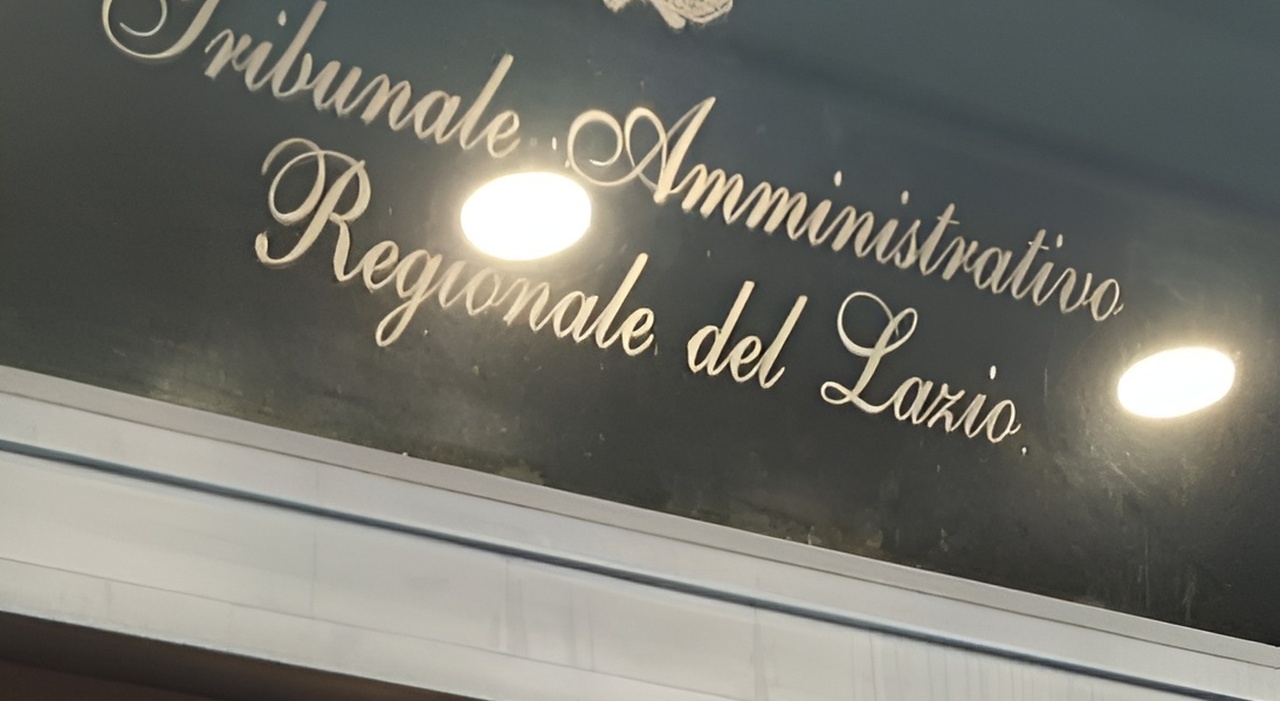 Tribunale Amministrativo
Regionale del Lazio